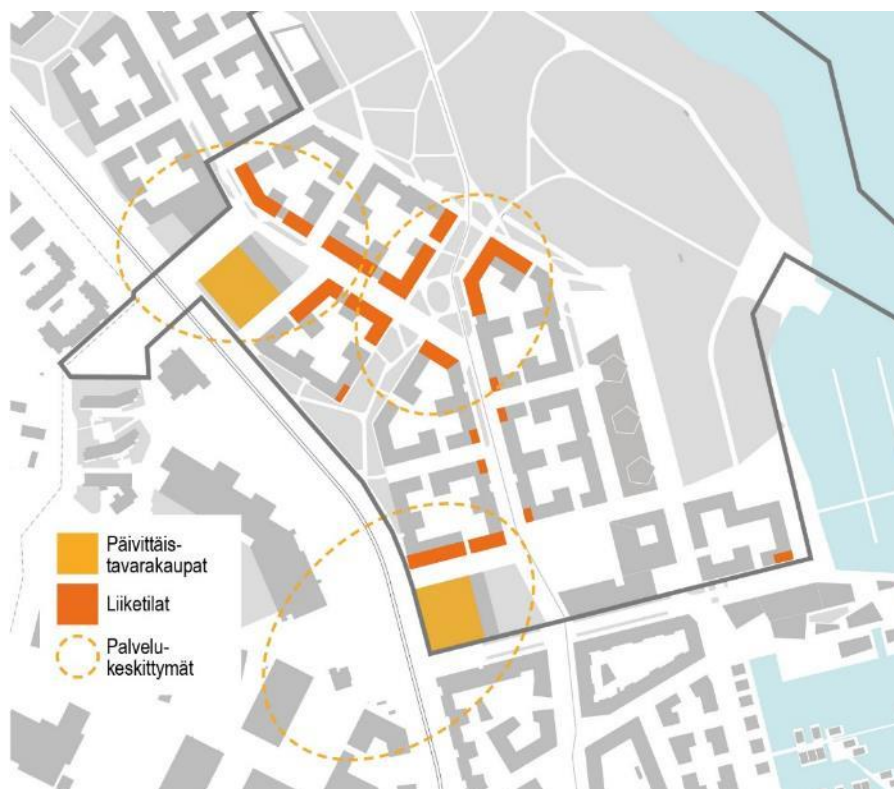 Päivittäis-
tavarakaupat
Liiketilat
Palvelu-
keskittymät